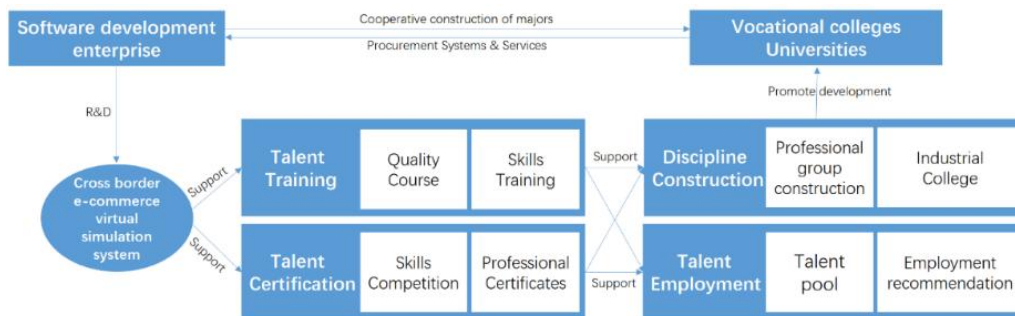 Software development
enterprise
Cooperative construction of majors
Procurement Systems & Services
Vocational colleges
Universities
R&D
Promote development
Cross border
e-commerce
virtual
simulation
system
Support
Support
Talent
Training
Quality
Course
Skills
Training
Support
Discipline
Construction
Professional
group
construction
Industrial
College
Talent
Certification
Skills
Competition
Professional
Certificates
Support
Talent
Employment
Talent
pool
Employment
recommendation